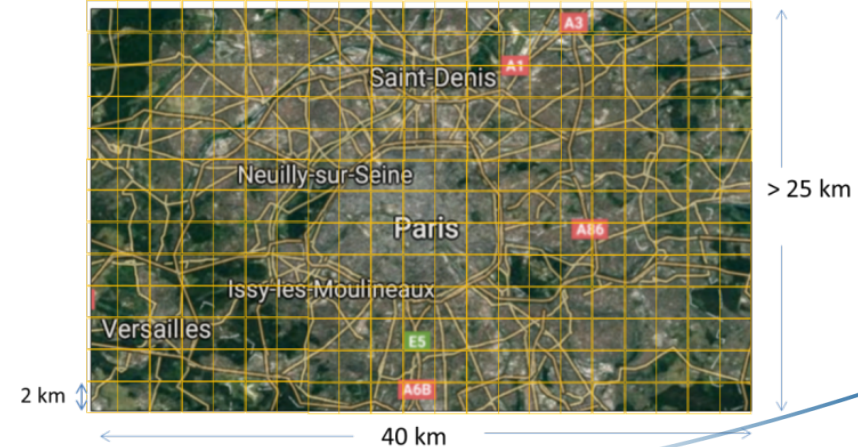 A3
A1
Saint-Denis
Neuilly-sur-Seine
> 25 km
Paris
A86
Issy-les-Moulineaux
Versailles
E5
2 km
A6B
40 km